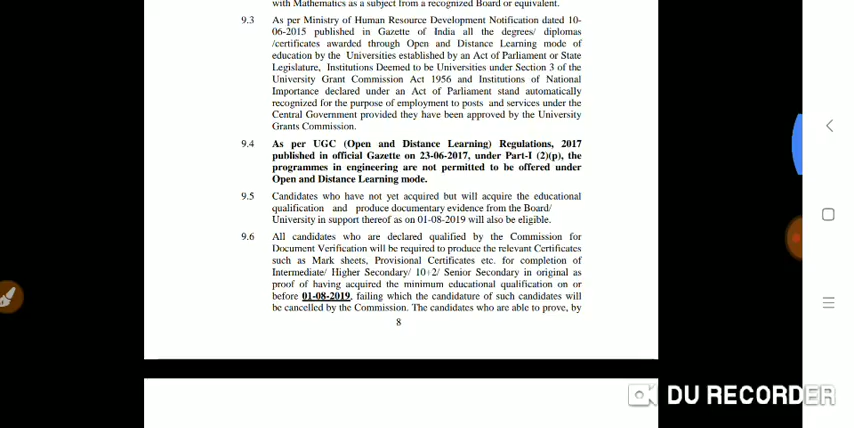 with Mathematics as a subject from a recognized Board or equivalent.
9.3 As per Ministry of Human Resource Development Notification dated 10-
06-2015 published in Gazette of India all the degrees/ diplomas
/certificates awarded through Open and Distance Learning mode of
education by the Universities established by an Act of Parliament or State
Legislature, Institutions Deemed to be Universities under Section 3 of the
University Grant Commission Act 1956 and Institutions of National
Importance declared under an Act of Parliament stand automatically
recognized for the purpose of employment to posts and services under the
Central Government provided they have been approved by the University
Grants Commission.
9.4 As per UGC (Open and Distance Learning) Regulations, 2017
published in official Gazette on 23-06-2017, under Part-I (2)(p), the
programmes in engineering are not permitted to be offered under
Open and Distance Learning mode.
9.5 Candidates who have not yet acquired but will acquire the educational
qualification and produce documentary evidence from the Board/
University in support thereof as on 01-08-2019 will also be eligible.
9.6 All candidates who are declared qualified by the Commission for
Document Verification will be required to produce the relevant Certificates
such as Mark sheets, Provisional Certificates etc. for completion of
Intermediate/ Higher Secondary/ 10+2/ Senior Secondary in original as
proof of having acquired the minimum educational qualification on or
before 01-08-2019, failing which the candidature of such candidates will
be cancelled by the Commission. The candidates who are able to prove, by
8
DU RECORDER